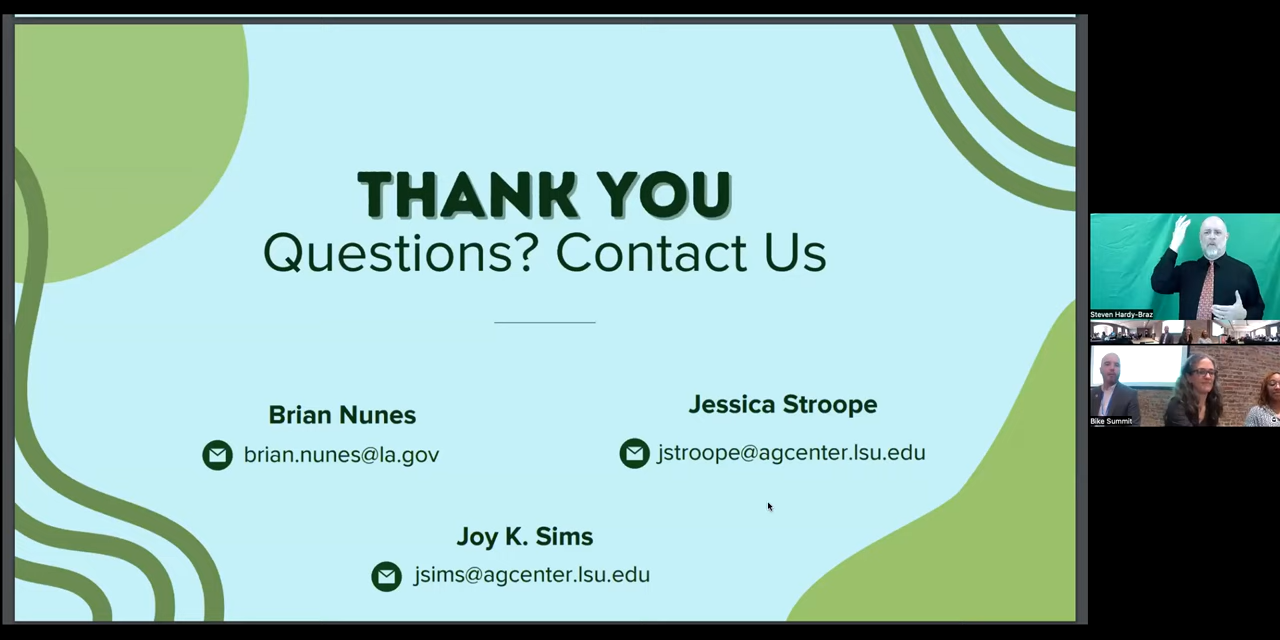 THANK YOU
Questions? Contact Us
Brian Nunes
brian.nunes@la.gov
Jessica Stroope
jstroope@agcenter.lsu.edu
Joy K. Sims
jsims@agcenter.lsu.edu
Steven Hardy-Braz
Bike Summit